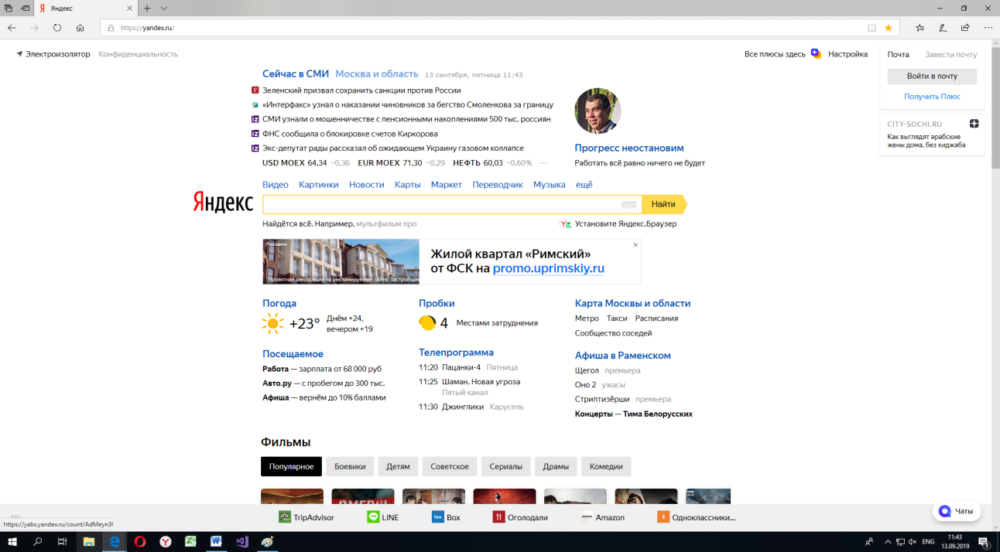 Яндекс
https://yandex.ru/
Электроизолятор Конфиденциальность
Все плюсы здесь Настройка
Почта Завести почту
Войти в почту
Получить Плюс
CITY-SOCHI.RU
Как выглядят арабские
жены дома, без хиджаба
Сейчас в СМИ Москва и область 13 сентября, пятница 11:43
Зеленский призвал сохранить санкции против России
«Интерфакс» узнал о наказании чиновников за бегство Смоленкова за границу
СМИ узнали о мошенничестве с пенсионными накоплениями 500 тыс. россиян
ФНС сообщила о блокировке счетов Киркорова
Экс-депутат рады рассказал об ожидающем Украину газовом коллапсе
USD MOEX 64,34 −0,36 EUR MOEX 71,30 −0,29 НЕФТЬ 60,03 −0,60% ···
Прогресс неостановим
Работать всё равно ничего не будет
Видео Картинки Новости Карты Маркет Переводчик Музыка ещё
Яндекс
Найти
Найдётся всё. Например, мультфильм про
Установите Яндекс.Браузер
Реклама
Проектная декларация на рекламируемом сайте. Застройщик
Жилой квартал «Римский»
от ФСК на promo.uprimskiy.ru
Погода
+23°
Днём +24,
вечером +19
Пробки
4 Местами затруднения
Карта Москвы и области
Метро Такси Расписания
Сообщество соседей
Посещаемое
Работа — зарплата от 68 000 руб
Авто.ру — с пробегом до 300 тыс.
Афиша — вернём до 10% баллами
Телепрограмма
11:20 Пацанки-4 Пятница
11:25 Шаман. Новая угроза
Пятый канал
11:30 Джинглики Карусель
Афиша в Раменском
Щегол премьера
Оно 2 ужасы
Стриптизёрши премьера
Концерты — Тима Белорусских
Фильмы
Популярное Боевики Детям Советское Сериалы Драмы Комедии
TripAdvisor LINE Box Оголодали Amazon Одноклассники...
Чаты
https://yabs.yandex.ru/count/AdMeyn3
ENG
11:43
13.09.2019